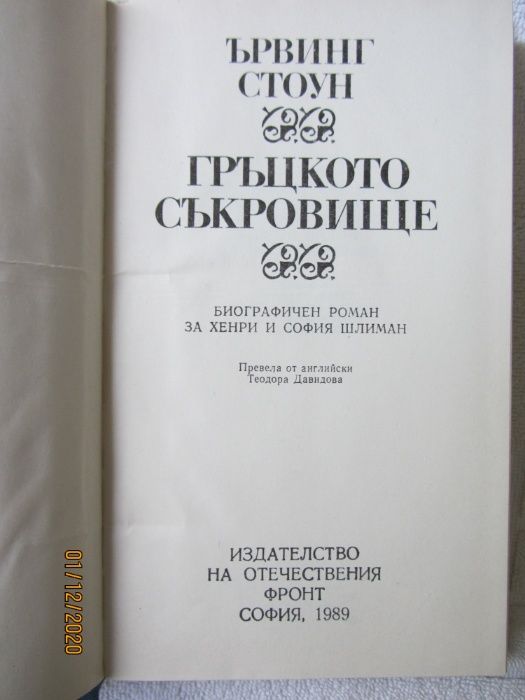 ЪРВИНГ
СТОУН
ГРЪЦКОТО
СЪКРОВИЩЕ
БИОГРАФИЧЕН РОМАН
ЗА ХЕНРИ И СОФИЯ ШЛИМАН
Превела от английски
Теодора Давидова
ИЗДАТЕЛСТВО
НА ОТЕЧЕСТВЕНИЯ
ФРОНТ
СОФИЯ, 1989
01/12/2020